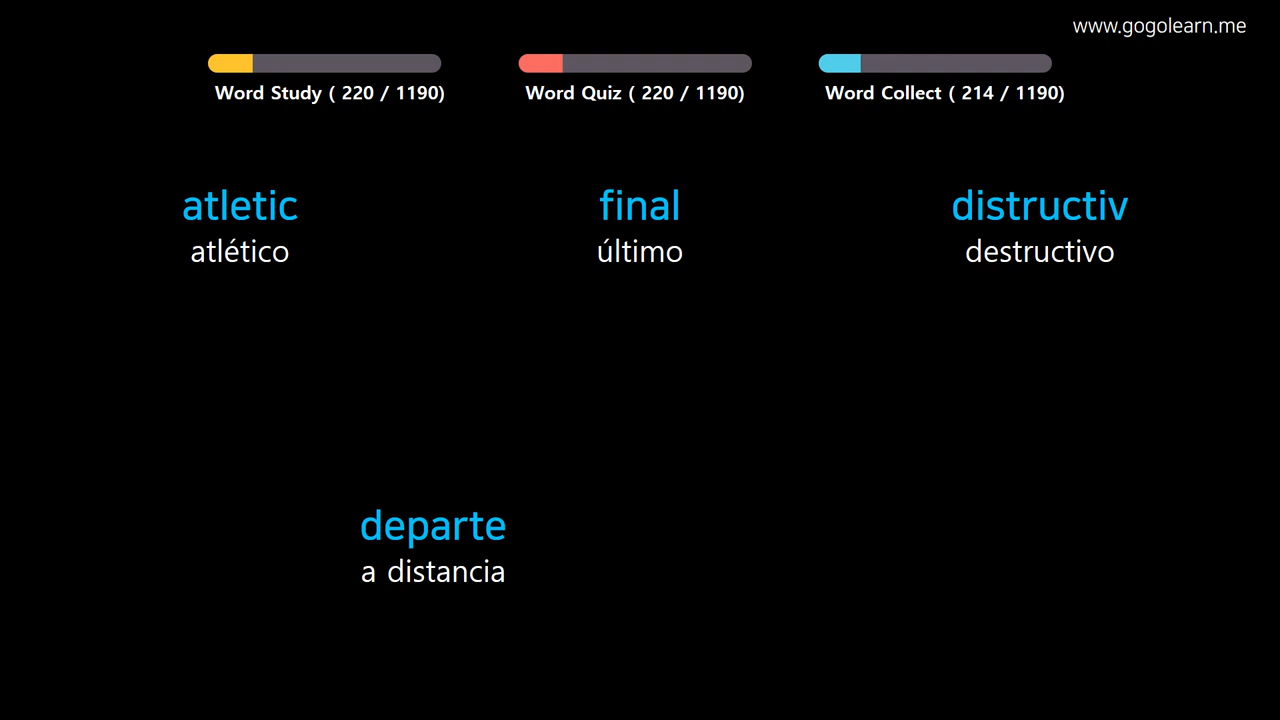 www.gogolearn.me
Word Study ( 220 / 1190)
Word Quiz ( 220 / 1190)
Word Collect ( 214 / 1190)
atletic
atlético
final
último
distructiv
destructivo
departe
a distancia